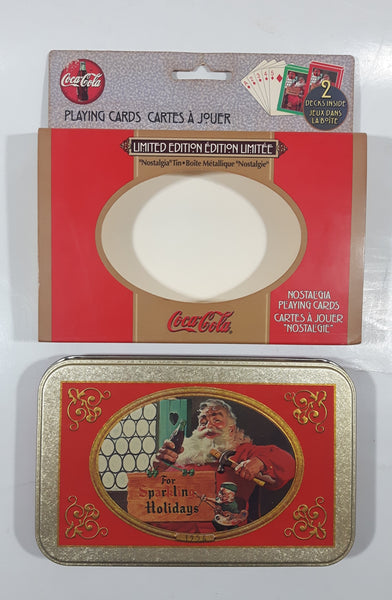 Coca-Cola
2
DECKS INSIDE
JEUX DANS
LA BOÎTE
PLAYING CARDS CARTES À JOUER
LIMITED EDITION ÉDITION LIMITÉE
"Nostalgia" Tin • Boîte Métallique "Nostalgie"
Coca-Cola
NOSTALGIA
PLAYING CARDS
CARTES À JOUER
"NOSTALGIE"
For
Sparkling
Holidays